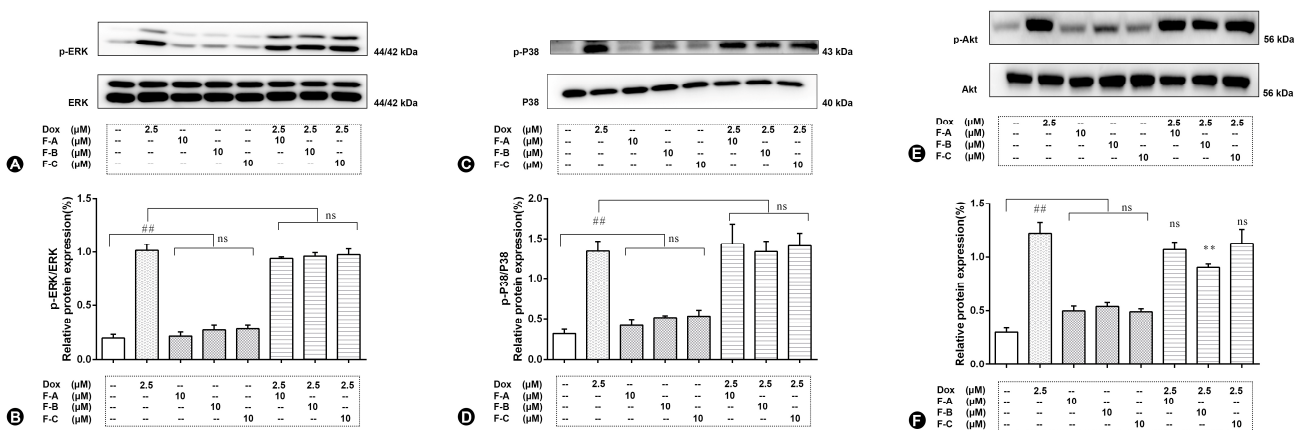 p-ERK 44/42 kDa
ERK 44/42 kDa
Dox (μM) -- 2.5 -- -- -- 2.5 2.5 2.5
F-A (μM) -- -- 10 -- -- 10 -- --
F-B (μM) -- -- -- 10 -- -- 10 --
F-C (μM) -- -- -- -- 10 -- -- 10
A
p-ERK/ERK
Relative protein expression(%)
1.5
1.0
0.5
0.0
##
ns
ns
Dox (μM) -- 2.5 -- -- -- 2.5 2.5 2.5
F-A (μM) -- -- 10 -- -- 10 -- --
F-B (μM) -- -- -- 10 -- -- 10 --
F-C (μM) -- -- -- -- 10 -- -- 10
B
p-P38 43 kDa
P38 40 kDa
Dox (μM) -- 2.5 -- -- -- 2.5 2.5 2.5
F-A (μM) -- -- 10 -- -- 10 -- --
F-B (μM) -- -- -- 10 -- -- 10 --
F-C (μM) -- -- -- -- 10 -- -- 10
C
p-P38/P38
Relative protein expression(%)
2.0
1.5
1.0
0.5
0.0
##
ns
ns
Dox (μM) -- 2.5 -- -- -- 2.5 2.5 2.5
F-A (μM) -- -- 10 -- -- 10 -- --
F-B (μM) -- -- -- 10 -- -- 10 --
F-C (μM) -- -- -- -- 10 -- -- 10
D
p-Akt 56 kDa
Akt 56 kDa
Dox (μM) -- 2.5 -- -- -- 2.5 2.5 2.5
F-A (μM) -- -- 10 -- -- 10 -- --
F-B (μM) -- -- -- 10 -- -- 10 --
F-C (μM) -- -- -- -- 10 -- -- 10
E
Relative protein expression(%)
1.5
1.0
0.5
0.0
##
ns
ns
**
ns
Dox (μM) -- 2.5 -- -- -- 2.5 2.5 2.5
F-A (μM) -- -- 10 -- -- 10 -- --
F-B (μM) -- -- -- 10 -- -- 10 --
F-C (μM) -- -- -- -- 10 -- -- 10
F